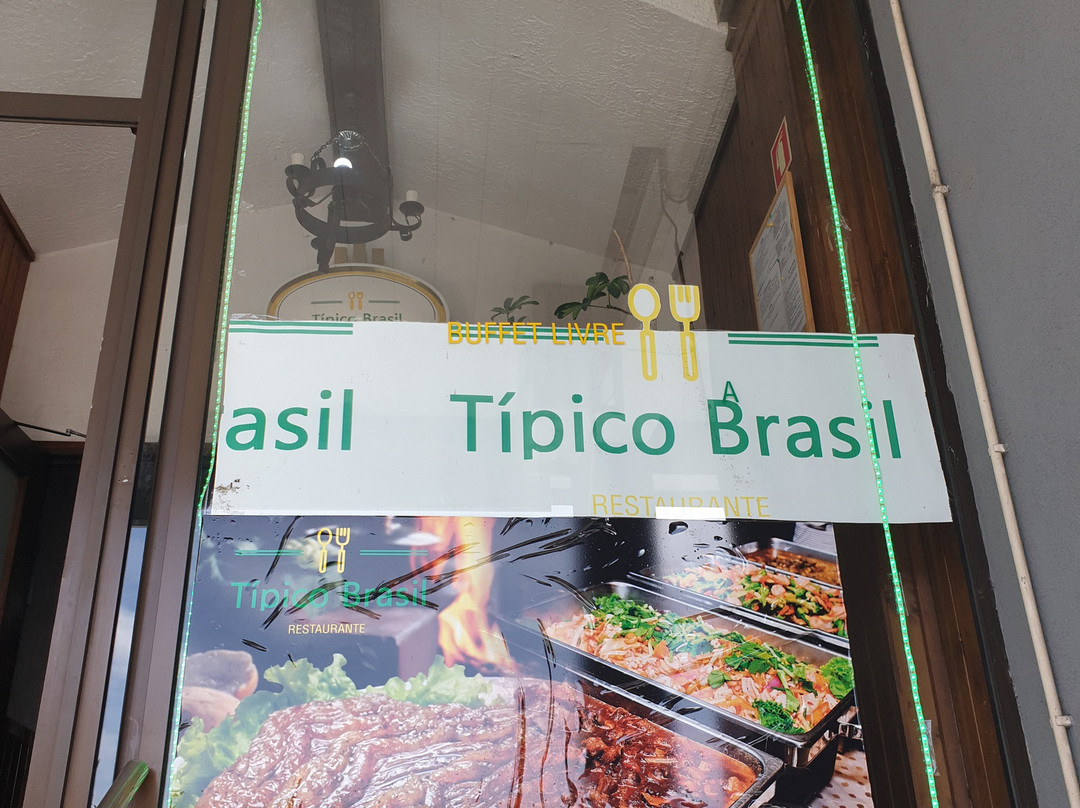 Típico Brasil
BUFFET LIVRE
asil
Típico Brasil
A
RESTAURANTE
Típico Brasil
RESTAURANTE